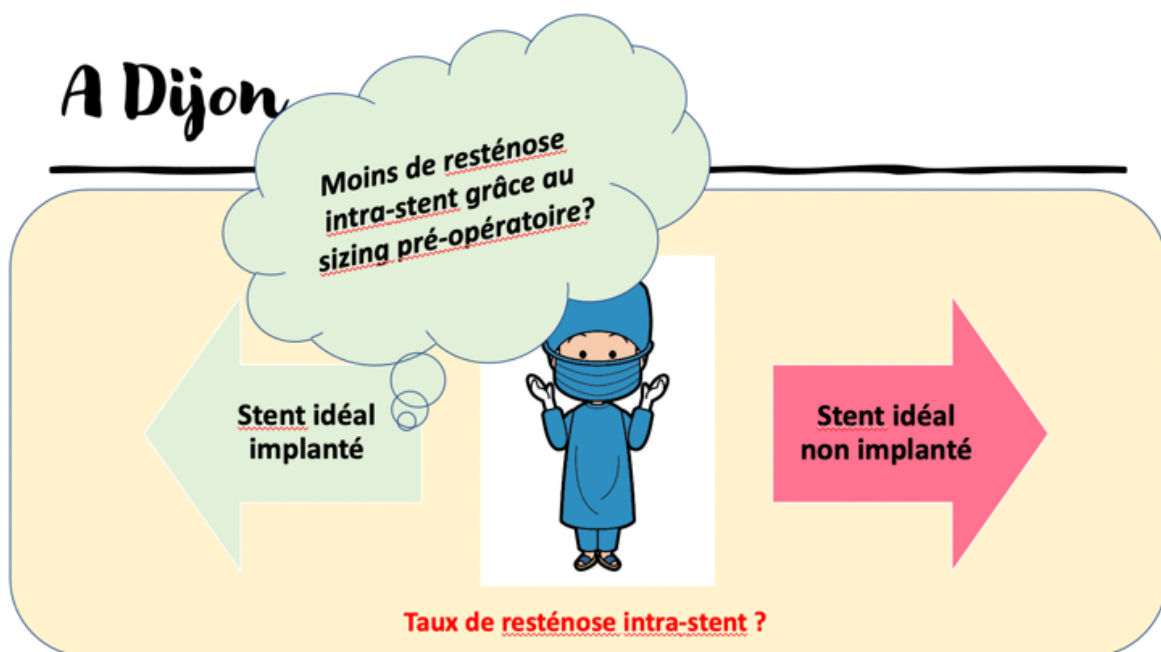 A Dijon
Moins de resténose
intra-stent grâce au
sizing pré-opératoire?
Stent idéal
implanté
Stent idéal
non implanté
Taux de resténose intra-stent ?